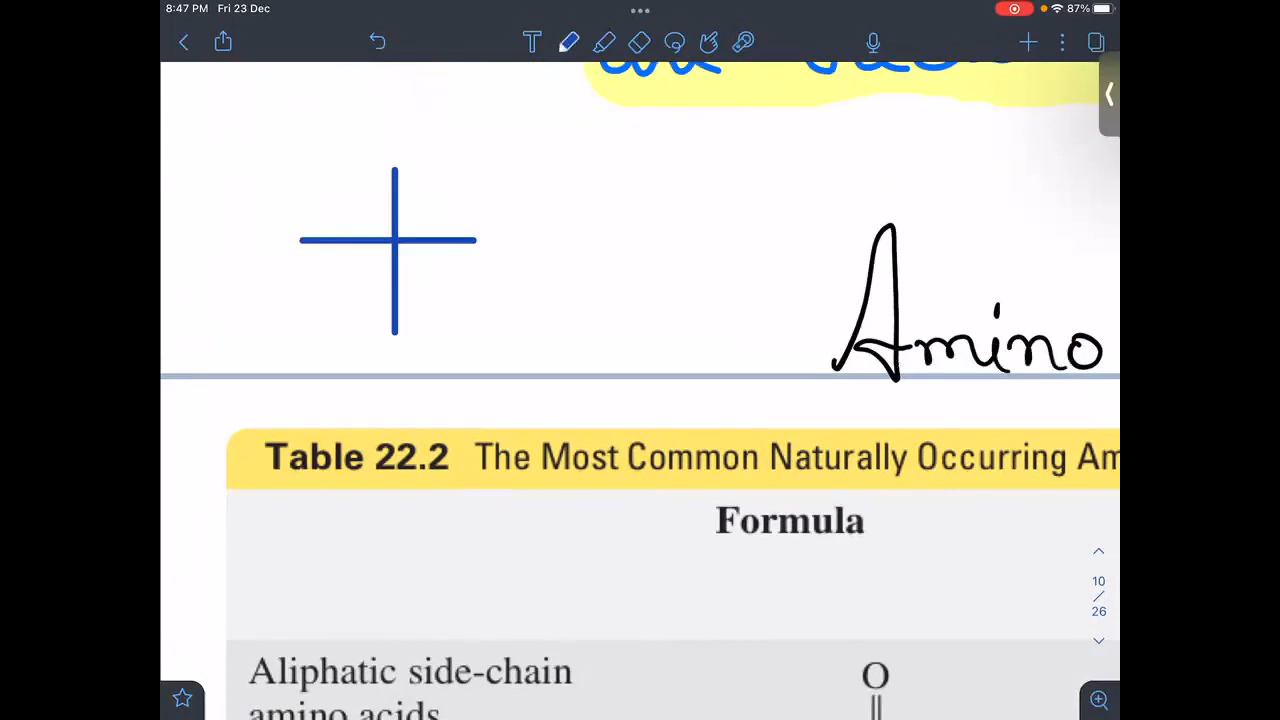 8:47 PM Fri 23 Dec
87%
Amino
Table 22.2 The Most Common Naturally Occurring Am
Formula
10
/
26
Aliphatic side-chain
O
amino acids